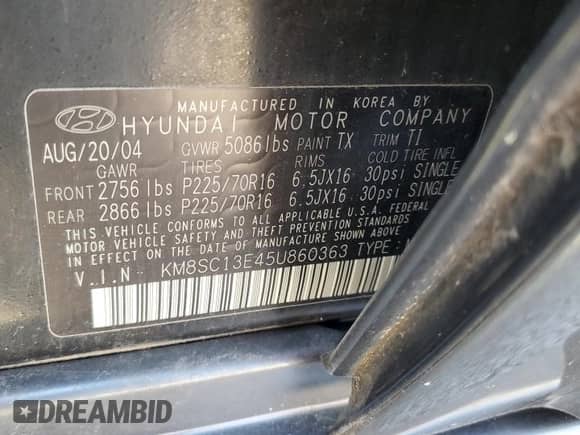 MANUFACTURED IN KOREA BY
HYUNDAI MOTOR COMPANY
AUG/20/04 GVWR 5086lbs PAINT TX TRIM TI
GAWR TIRES RIMS COLD TIRE INFL
FRONT 2756 lbs P225/70R16 6.5JX16 30psi SINGLE
REAR 2866 lbs P225/70R16 6.5JX16 30psi SINGLE
THIS VEHICLE CONFORMS TO ALL APPLICABLE U.S.A. FEDERAL
MOTOR VEHICLE SAFETY AND THEFT PREVENTION STANDARDS
IN EFFECT ON THE DATE OF MANUFACTURE SHOWN ABOVE
V.I.N KM8SC13E45U860363 TYPE:
DREAMBID